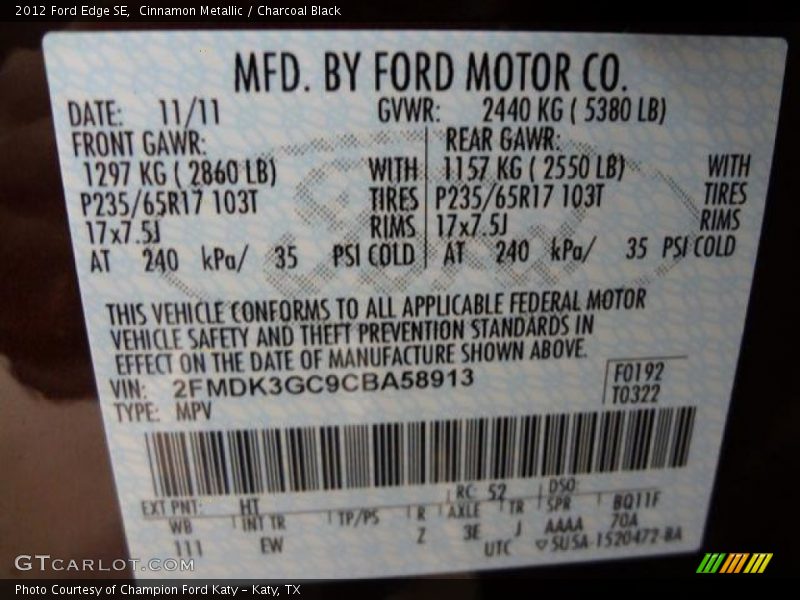 2012 Ford Edge SE,  Cinnamon Metallic / Charcoal Black
MFD. BY FORD MOTOR CO.
DATE: 11/11 GVWR: 2440 KG ( 5380 LB)
FRONT GAWR: REAR GAWR:
1297 KG ( 2860 LB) WITH 1157 KG ( 2550 LB) WITH
P235/65R17 103T TIRES P235/65R17 103T TIRES
17x7.5J RIMS 17x7.5J RIMS
AT 240 kPa/ 35 PSI COLD AT 240 kPa/ 35 PSI COLD
THIS VEHICLE CONFORMS TO ALL APPLICABLE FEDERAL MOTOR
VEHICLE SAFETY AND THEFT PREVENTION STANDARDS IN
EFFECT ON THE DATE OF MANUFACTURE SHOWN ABOVE.
VIN: 2FMDK3GC9CBA58913 F0192
TYPE: MPV T0322
EXT PNT: HT RC: 52 DSO:
WB INT TR TP/PS R AXLE TR SPR BQ11F
111 EW Z 3E J AAAA 70A
UTC ▽SU5A-1520472-BA
GTCARLOT.COM
Photo Courtesy of Champion Ford Katy - Katy, TX